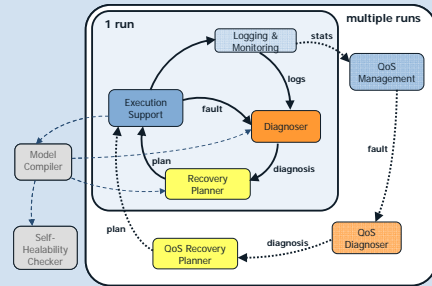 1 run
multiple runs
Logging &
Monitoring
stats
QoS
Management
logs
Execution
Support
fault
Diagnoser
fault
Model
Compiler
plan
Recovery
Planner
diagnosis
Self-
Healability
Checker
plan
QoS Recovery
Planner
diagnosis
QoS
Diagnoser